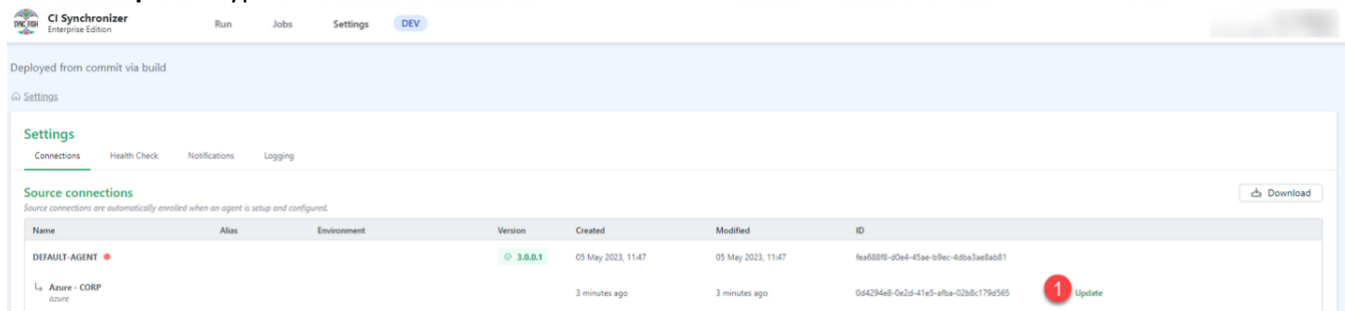 CI Synchronizer
Enterprise Edition
Run Jobs Settings DEV
Deployed from commit via build
Settings
Settings
Connections Health Check Notifications Logging
Source connections
Download
Source connections are automatically enrolled when an agent is setup and configured.
Name Alias Environment Version Created Modified ID
DEFAULT-AGENT 3.0.0.1 05 May 2023, 11:47 05 May 2023, 11:47 fea688f8-d0e4-45ae-b9ec-4dba3ae8ab81
Azure - CORP 3 minutes ago 3 minutes ago 0d4294e8-0e2d-41e5-afba-02b8c179d565 1 Update
azure